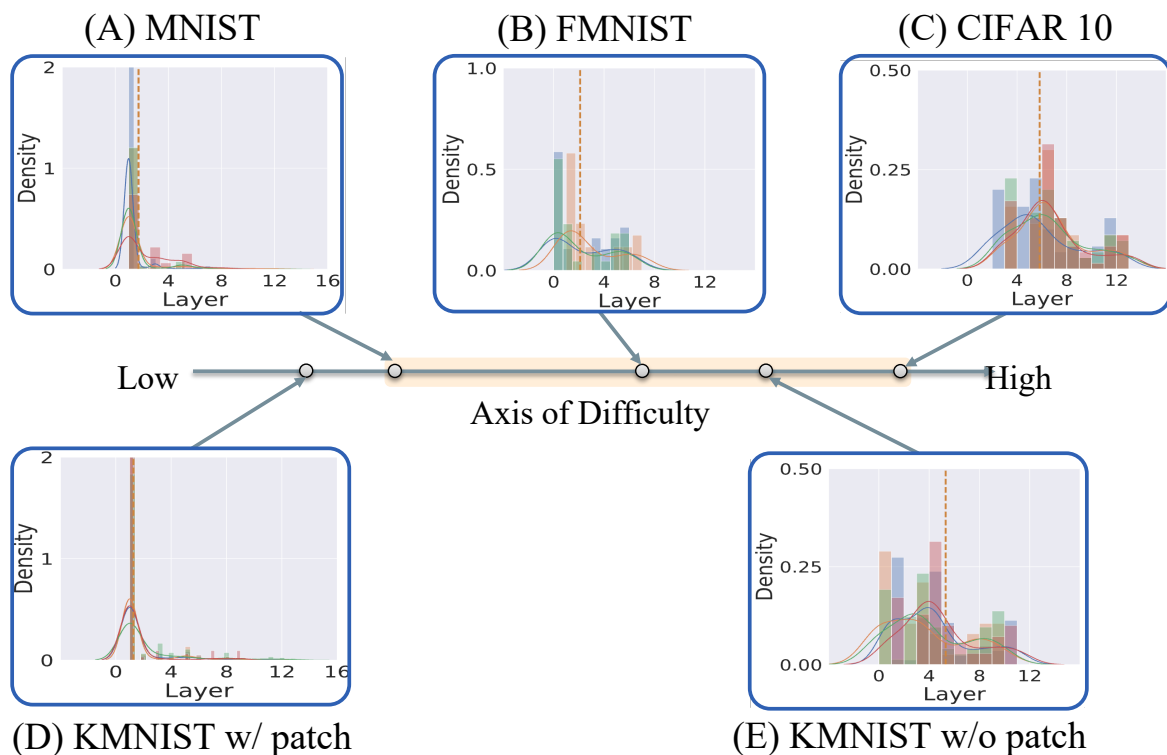 (A) MNIST
(B) FMNIST
(C) CIFAR 10
2
1
0
Density
0 4 8 12 16
Layer
1.0
0.5
0.0
Density
0 4 8 12
Layer
0.50
0.25
0.00
Density
0 4 8 12
Layer
Low
High
Axis of Difficulty
2
1
0
Density
0 4 8 12 16
Layer
0.50
0.25
0.00
Density
0 4 8 12
Layer
(D) KMNIST w/ patch
(E) KMNIST w/o patch